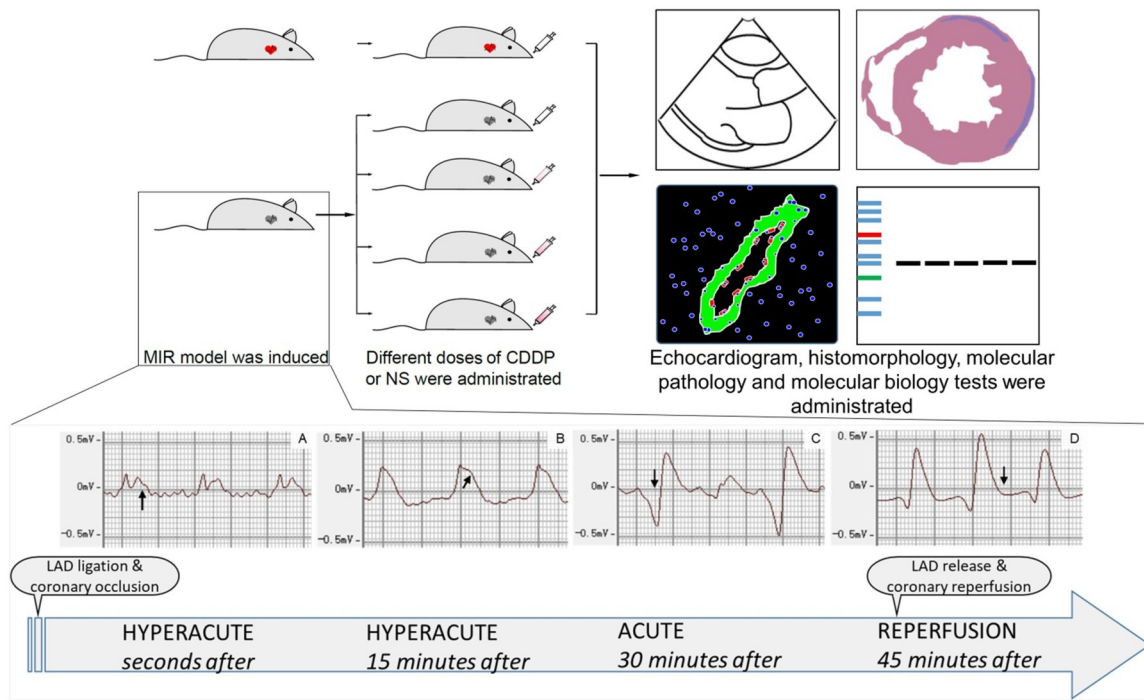 MIR model was induced
Different doses of CDDP
or NS were administrated
Echocardiogram, histomorphology, molecular
pathology and molecular biology tests were
administrated
A
0.5mV
0mV
-0.5mV
B
0.5mV
0mV
-0.5mV
C
0.5mV
0mV
-0.5mV
D
0.5mV
0mV
-0.5mV
LAD ligation &
coronary occlusion
LAD release &
coronary reperfusion
HYPERACUTE
seconds after
HYPERACUTE
15 minutes after
ACUTE
30 minutes after
REPERFUSION
45 minutes after